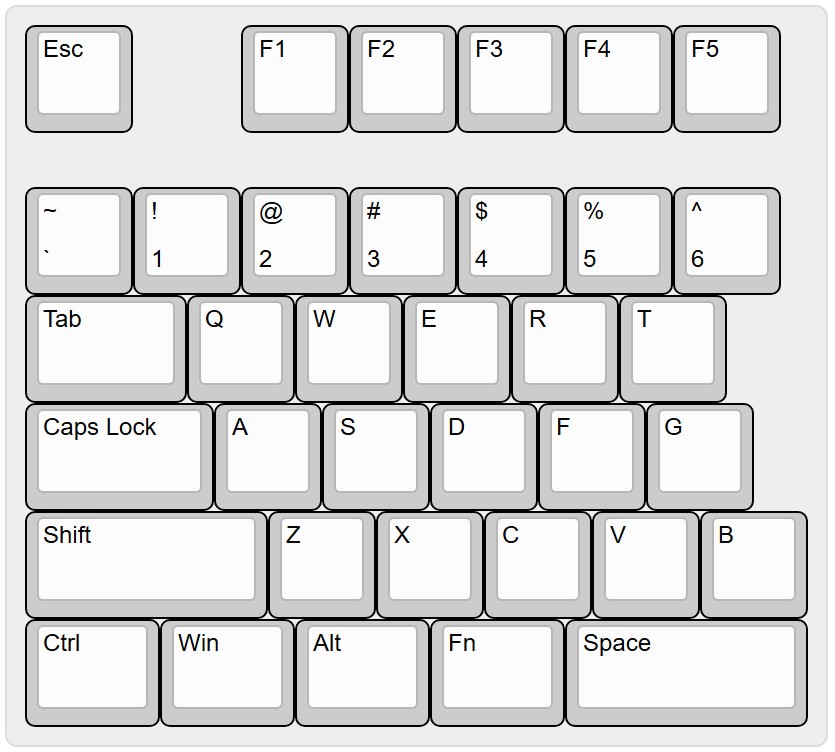 Esc F1 F2 F3 F4 F5
~ ! @ # $ % ^
` 1 2 3 4 5 6
Tab Q W E R T
Caps Lock A S D F G
Shift Z X C V B
Ctrl Win Alt Fn Space